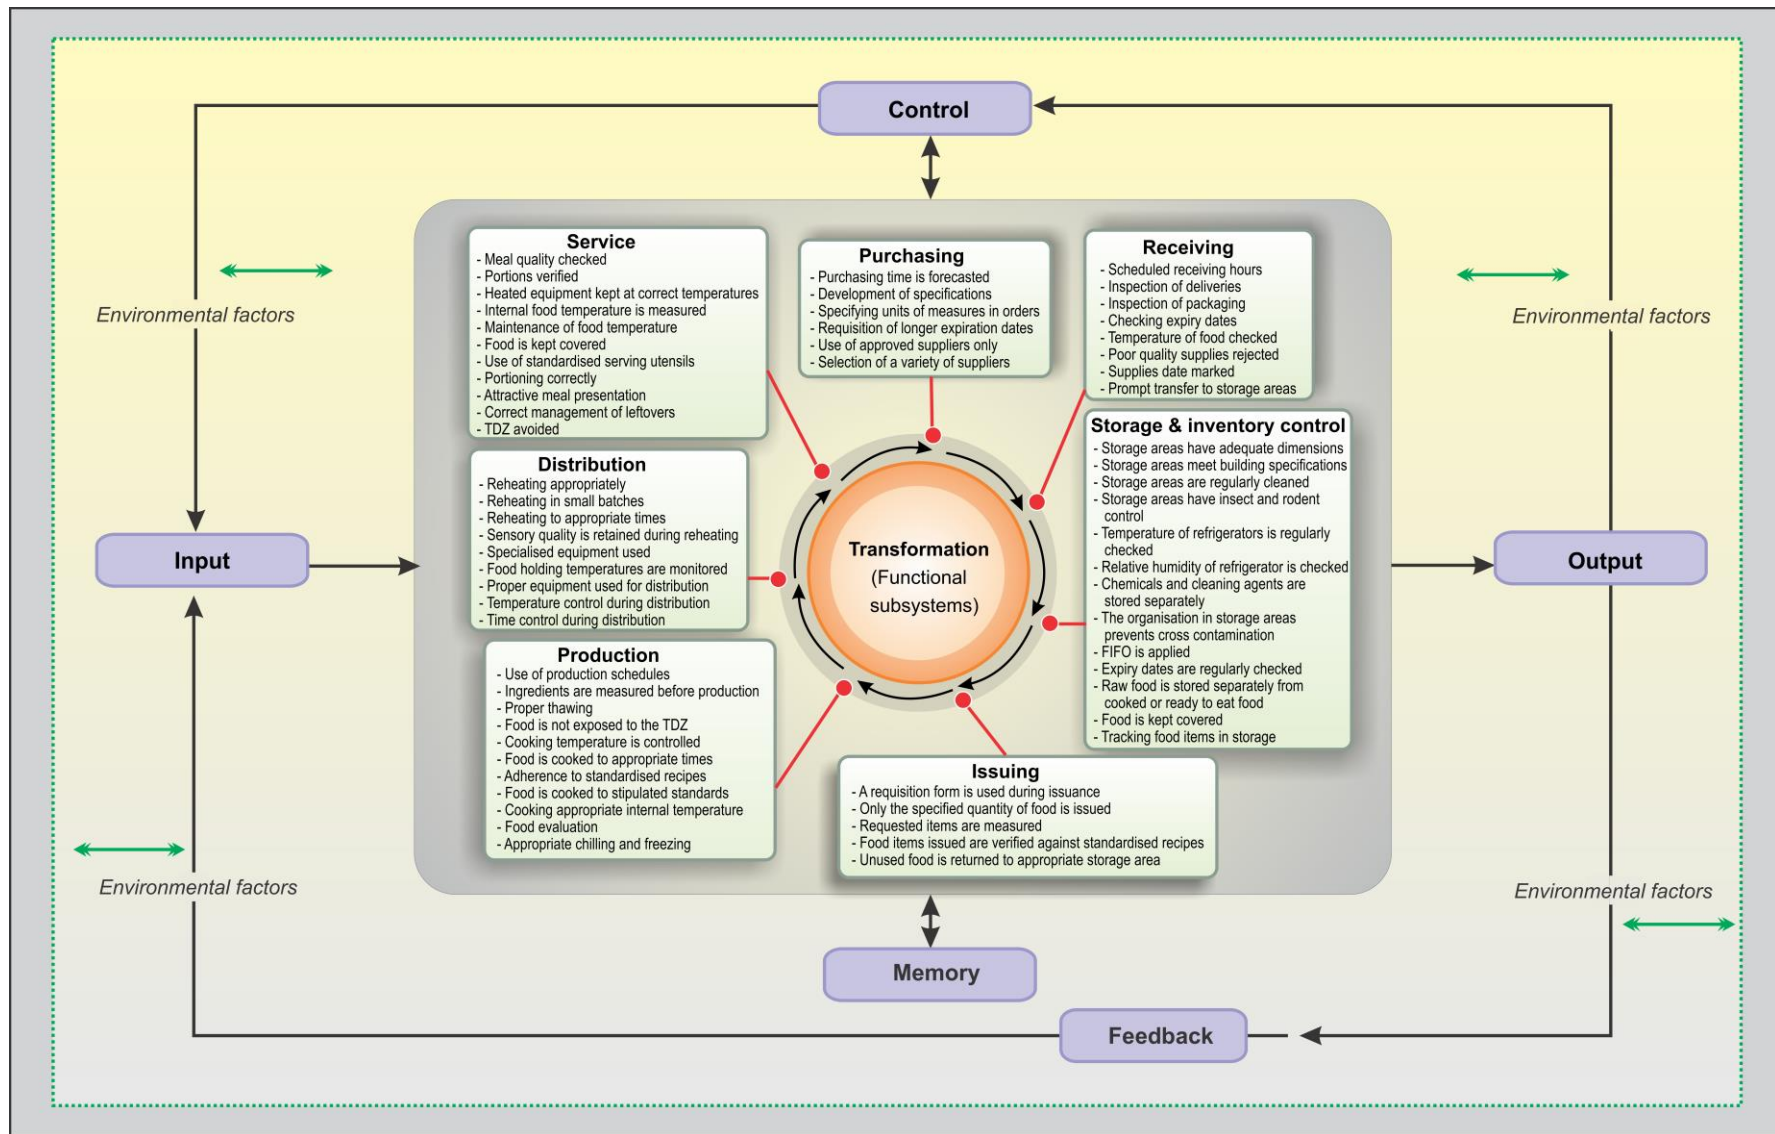 Control
Service
- Meal quality checked
- Portions verified
- Heated equipment kept at correct temperatures
- Internal food temperature is measured
- Maintenance of food temperature
- Food is kept covered
- Use of standardised serving utensils
- Portioning correctly
- Attractive meal presentation
- Correct management of leftovers
- TDZ avoided
Purchasing
- Purchasing time is forecasted
- Development of specifications
- Specifying units of measures in orders
- Requisition of longer expiration dates
- Use of approved suppliers only
- Selection of a variety of suppliers
Receiving
- Scheduled receiving hours
- Inspection of deliveries
- Inspection of packaging
- Checking expiry dates
- Temperature of food checked
- Poor quality supplies rejected
- Supplies date marked
- Prompt transfer to storage areas
Environmental factors
Environmental factors
Storage & inventory control
- Storage areas have adequate dimensions
- Storage areas meet building specifications
- Storage areas are regularly cleaned
- Storage areas have insect and rodent
control
- Temperature of refrigerators is regularly
checked
- Relative humidity of refrigerator is checked
- Chemicals and cleaning agents are
stored separately
- The organisation in storage areas
prevents cross contamination
- FIFO is applied
- Expiry dates are regularly checked
- Raw food is stored separately from
cooked or ready to eat food
- Food is kept covered
- Tracking food items in storage
Distribution
- Reheating appropriately
- Reheating in small batches
- Reheating to appropriate times
- Sensory quality is retained during reheating
- Specialised equipment used
- Food holding temperatures are monitored
- Proper equipment used for distribution
- Temperature control during distribution
- Time control during distribution
Input
Transformation
(Functional
subsystems)
Output
Production
- Use of production schedules
- Ingredients are measured before production
- Proper thawing
- Food is not exposed to the TDZ
- Cooking temperature is controlled
- Food is cooked to appropriate times
- Adherence to standardised recipes
- Food is cooked to stipulated standards
- Cooking appropriate internal temperature
- Food evaluation
- Appropriate chilling and freezing
Issuing
- A requisition form is used during issuance
- Only the specified quantity of food is issued
- Requested items are measured
- Food items issued are verified against standardised recipes
- Unused food is returned to appropriate storage area
Environmental factors
Environmental factors
Memory
Feedback